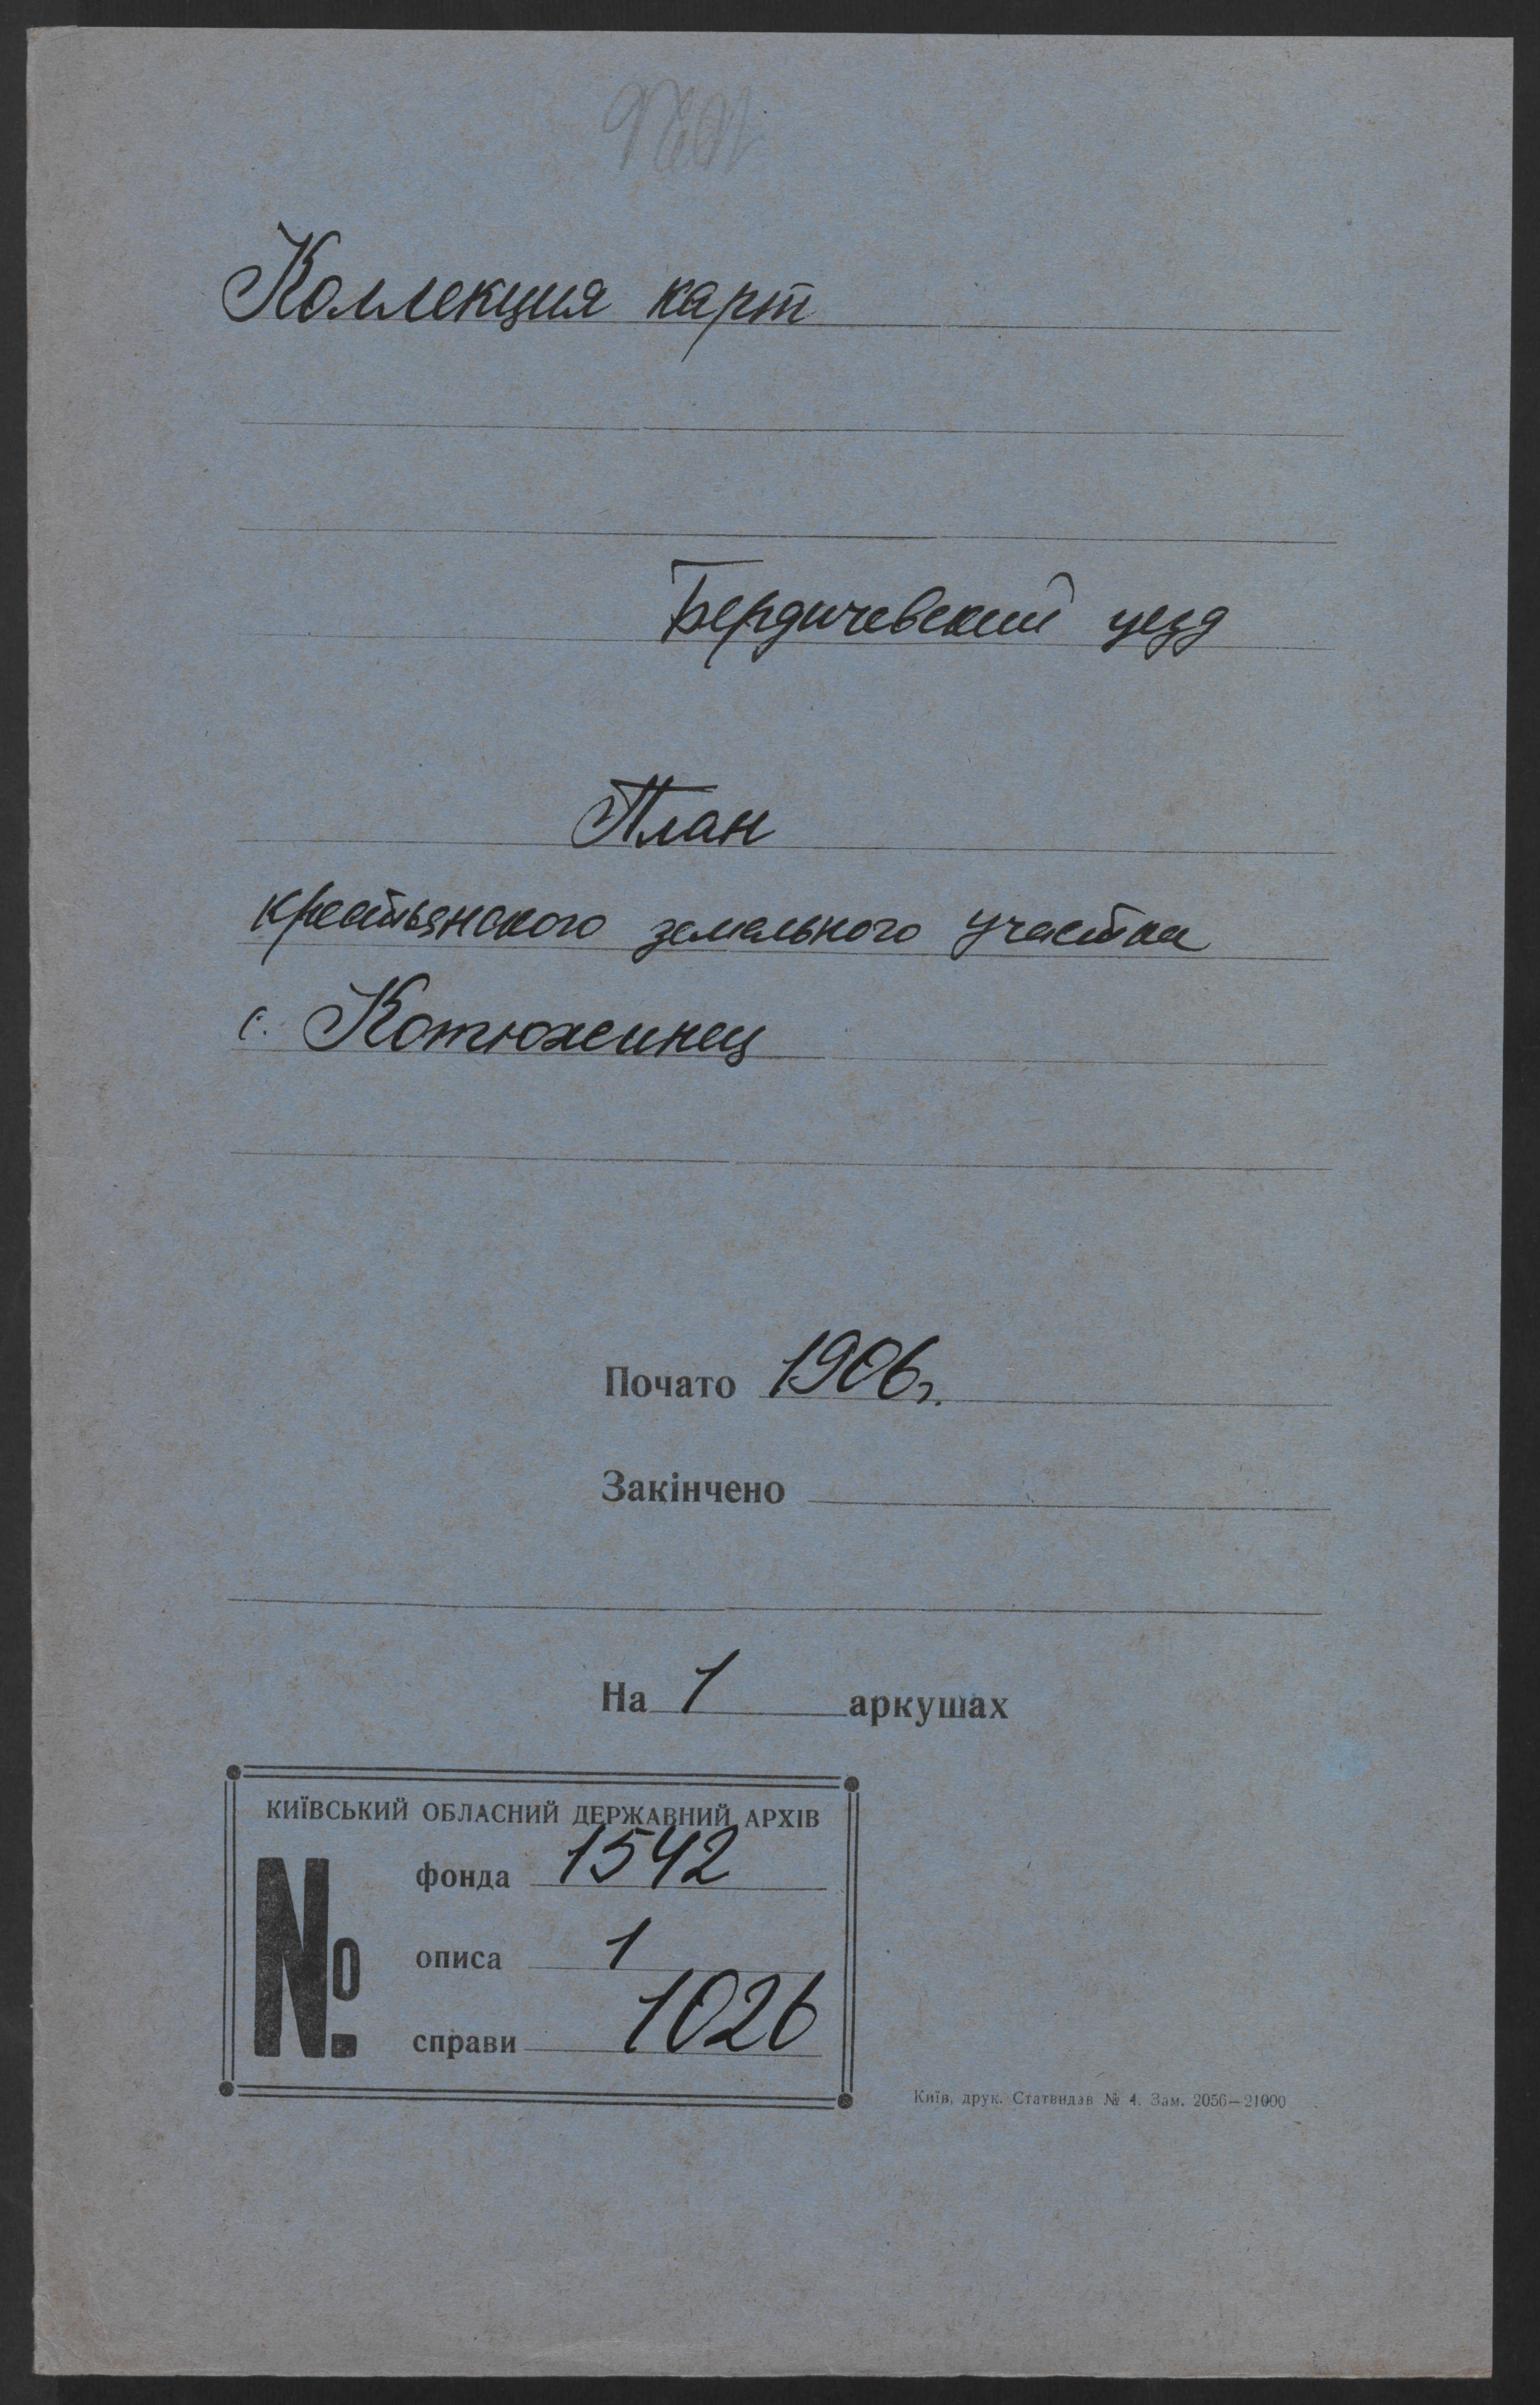 Коллекция карт
Бердичевский уезд
План
крестьянского земельного участка
с. Котюжинец
Почато 1906г.
Закінчено
На 1 аркушах
КИЇВСЬКИЙ ОБЛАСНИЙ ДЕРЖАВНИЙ АРХІВ
№
фонда 1542
описа 1
справи 1026
Київ, друк. Статвидав № 4. Зам. 2056—21000